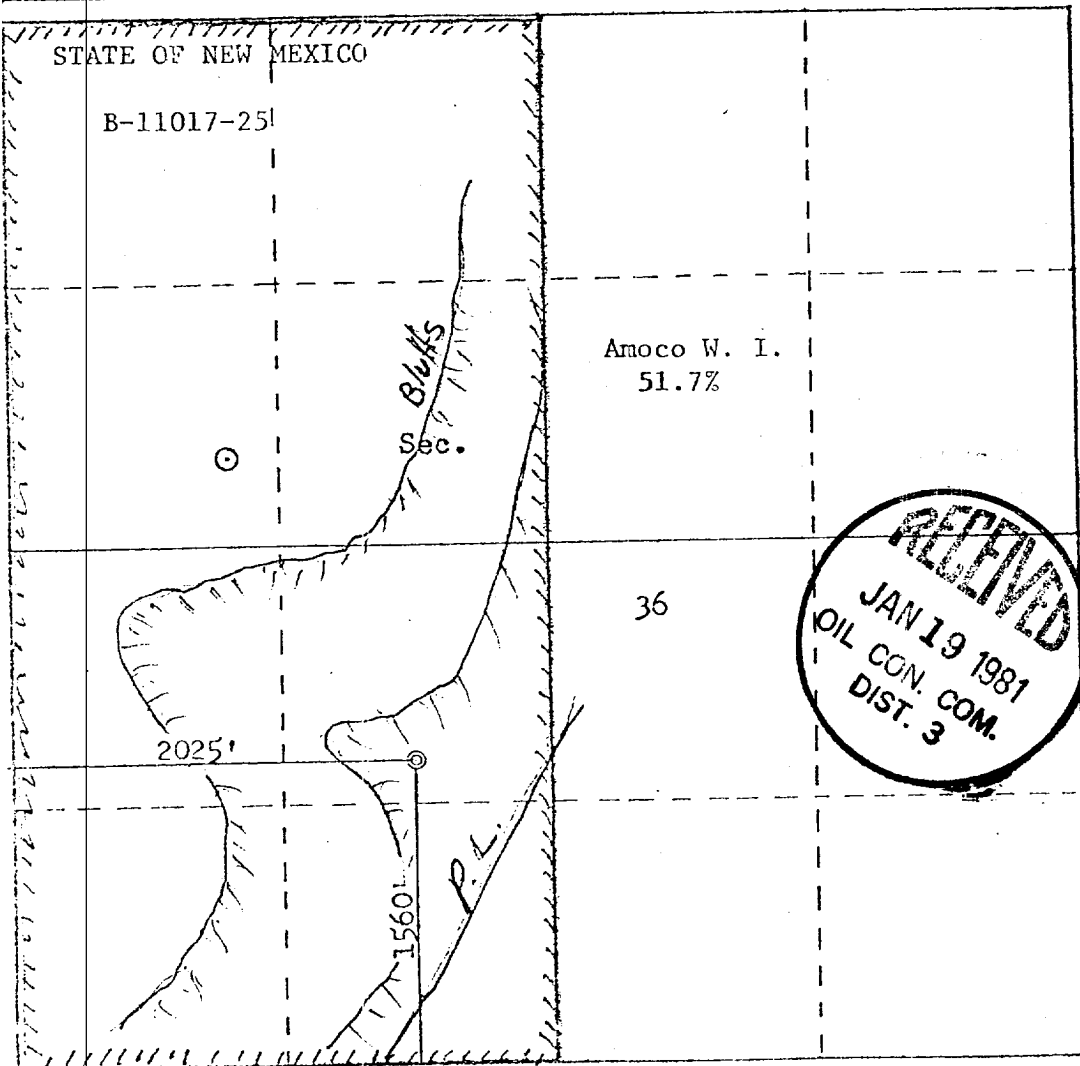 STATE OF NEW MEXICO
B-11017-25
Bluffs
Amoco W. I.
51.7%
Sec.
36
RECEIVED
JAN 19 1981
OIL CON. COM.
DIST. 3
2025'
1560'
P.L.